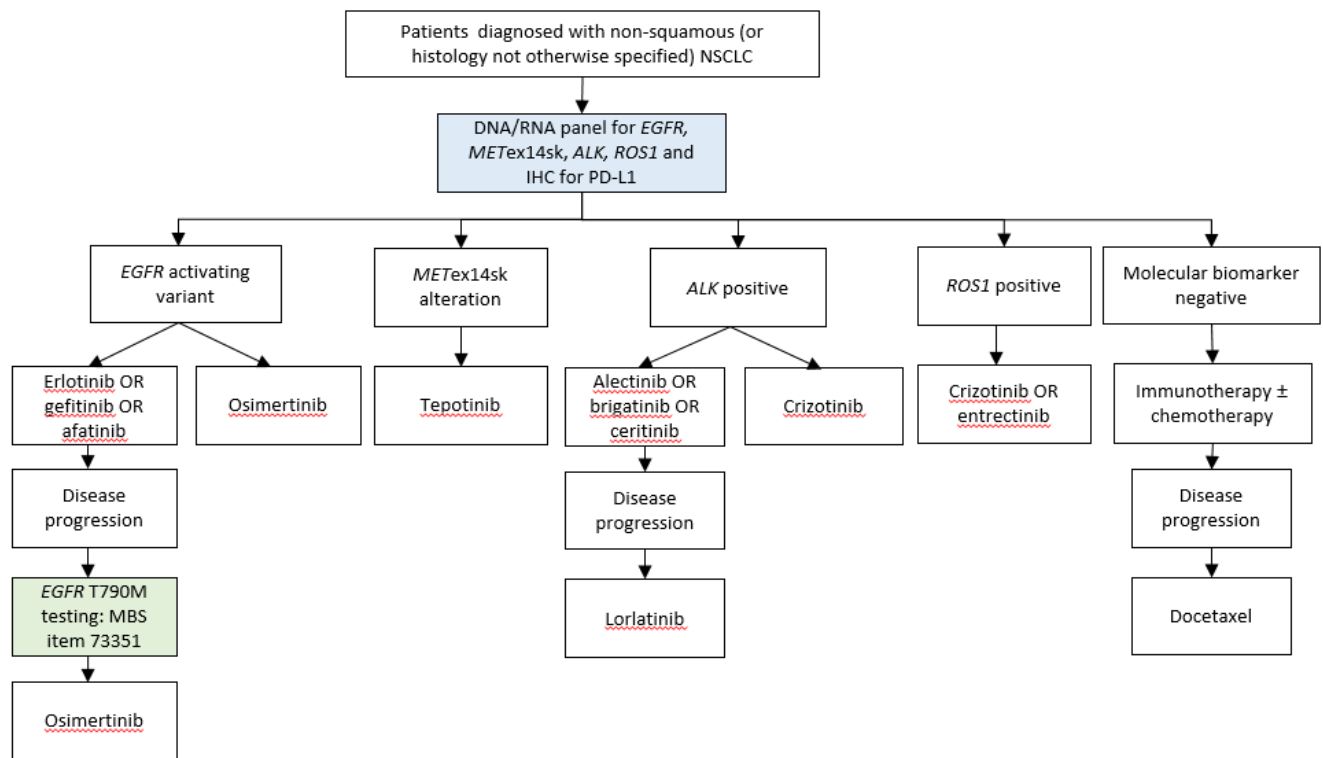 Patients diagnosed with non-squamous (or
histology not otherwise specified) NSCLC
DNA/RNA panel for EGFR,
METex14sk, ALK, ROS1 and
IHC for PD-L1
EGFR activating
variant
METex14sk
alteration
ALK positive
ROS1 positive
Molecular biomarker
negative
Erlotinib OR
gefitinib OR
afatinib
Osimertinib
Tepotinib
Alectinib OR
brigatinib OR
ceritinib
Crizotinib
Crizotinib OR
entrectinib
Immunotherapy ±
chemotherapy
Disease
progression
Disease
progression
Disease
progression
EGFR T790M
testing: MBS
item 73351
Lorlatinib
Docetaxel
Osimertinib